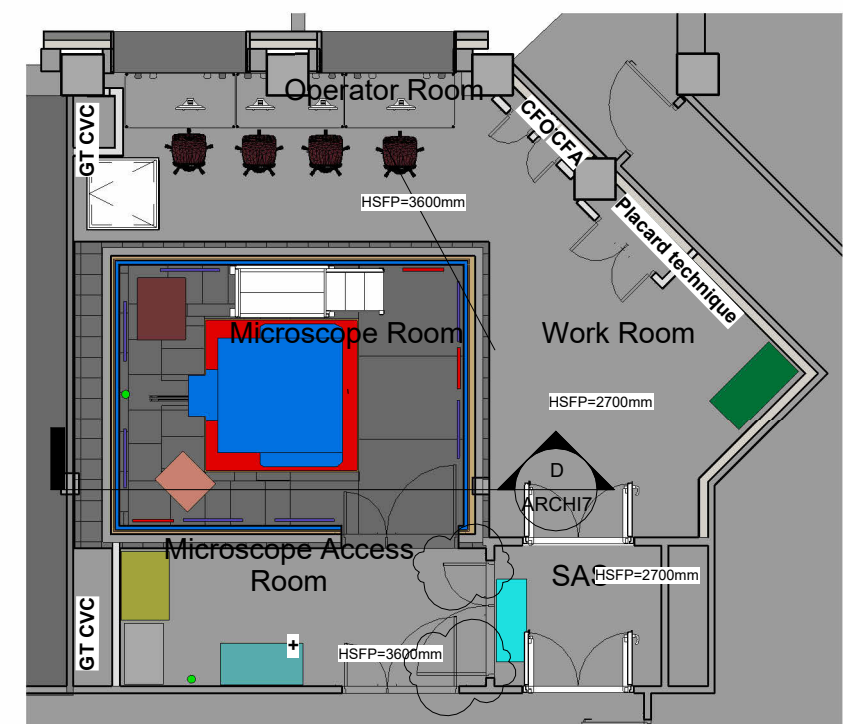 Operator Room
GT CVC
CFO
CFA
HSFP=3600mm
Placard technique
Microscope Room
Work Room
HSFP=2700mm
D
ARCHI7
Microscope Access
Room
SAS
HSFP=2700mm
GT CVC
+
HSFP=3600mm